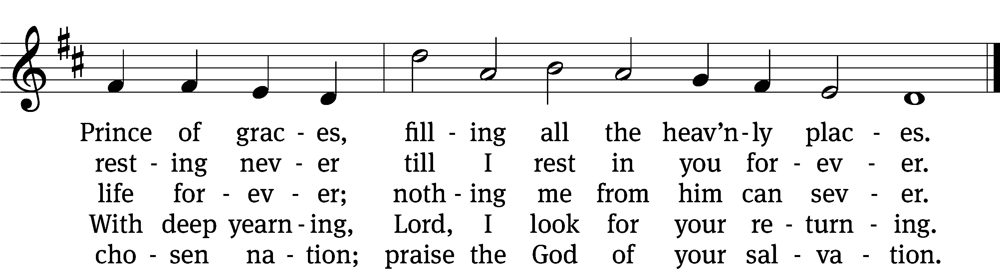 Prince of grac - es, fill - ing all the heav’n - ly plac - es.
rest - ing nev - er till I rest in you for - ev - er.
life for - ev - er; noth - ing me from him can sev - er.
With deep yearn - ing, Lord, I look for your re - turn - ing.
cho - sen na - tion; praise the God of your sal - va - tion.